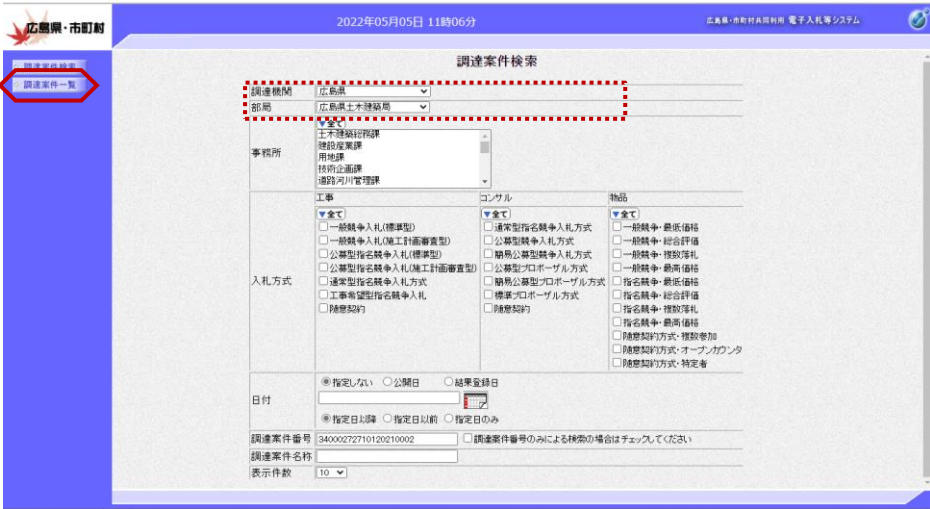 広島県・市町村
2022年05月05日 11時06分
広島県・市町村共同利用 電子入札等システム
調達案件検索
調達案件一覧
調達案件検索
調達機関 広島県
部局 広島県土木建築局
事務所
▼全て
土木建築総務課
建設産業課
用地課
技術企画課
道路河川管理課
入札方式
工事
▼全て
一般競争入札(標準型)
一般競争入札(施工計画審査型)
公募型指名競争入札(標準型)
公募型指名競争入札(施工計画審査型)
通常型指名競争入札方式
工事希望型指名競争入札
随意契約
コンサル
▼全て
通常型指名競争入札方式
公募型競争入札方式
簡易公募型競争入札方式
公募型プロポーザル方式
簡易公募型プロポーザル方式
標準プロポーザル方式
随意契約
物品
▼全て
一般競争・最低価格
一般競争・総合評価
一般競争・複数落札
一般競争・最高価格
指名競争・最低価格
指名競争・総合評価
指名競争・複数落札
指名競争・最高価格
随意契約方式・複数参加
随意契約方式・オープンカウンタ
随意契約方式・特定者
日付
指定しない 公開日 結果登録日
指定日以降 指定日以前 指定日のみ
調達案件番号 34000272710120210002 調達案件番号のみによる検索の場合はチェックしてください
調達案件名称
表示件数 10